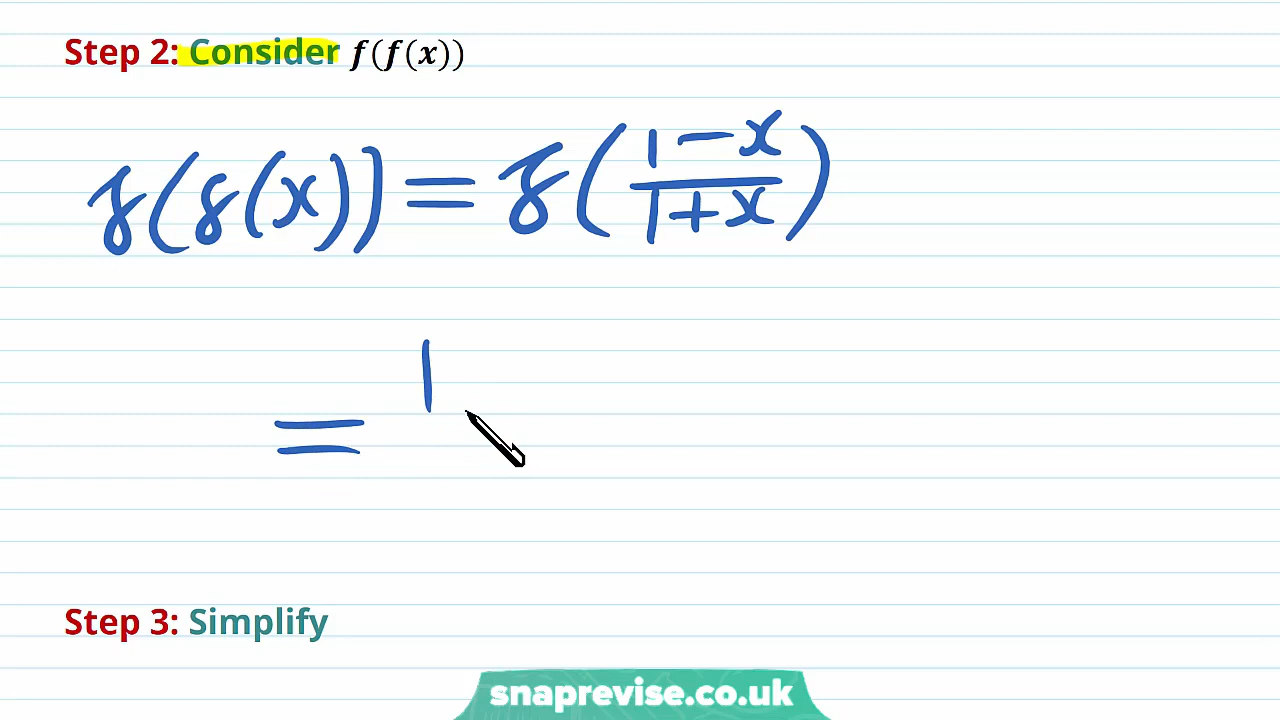 Step 2: Consider f(f(x))
f(f(x)) = f((1-x)/(1+x))
= 1
Step 3: Simplify
snaprevise.co.uk